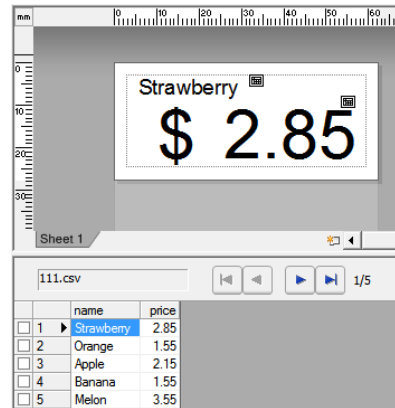 mm 0 10 20 30 40 50 60
0
10
20
30
Strawberry
$ 2.85
Sheet 1
111.csv 1/5
name price
1 Strawberry 2.85
2 Orange 1.55
3 Apple 2.15
4 Banana 1.55
5 Melon 3.55